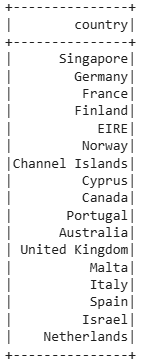 +---------------+
|        country|
+---------------+
|      Singapore|
|        Germany|
|         France|
|        Finland|
|           EIRE|
|         Norway|
|Channel Islands|
|         Cyprus|
|         Canada|
|       Portugal|
|      Australia|
| United Kingdom|
|          Malta|
|          Italy|
|          Spain|
|         Israel|
|    Netherlands|
+---------------+